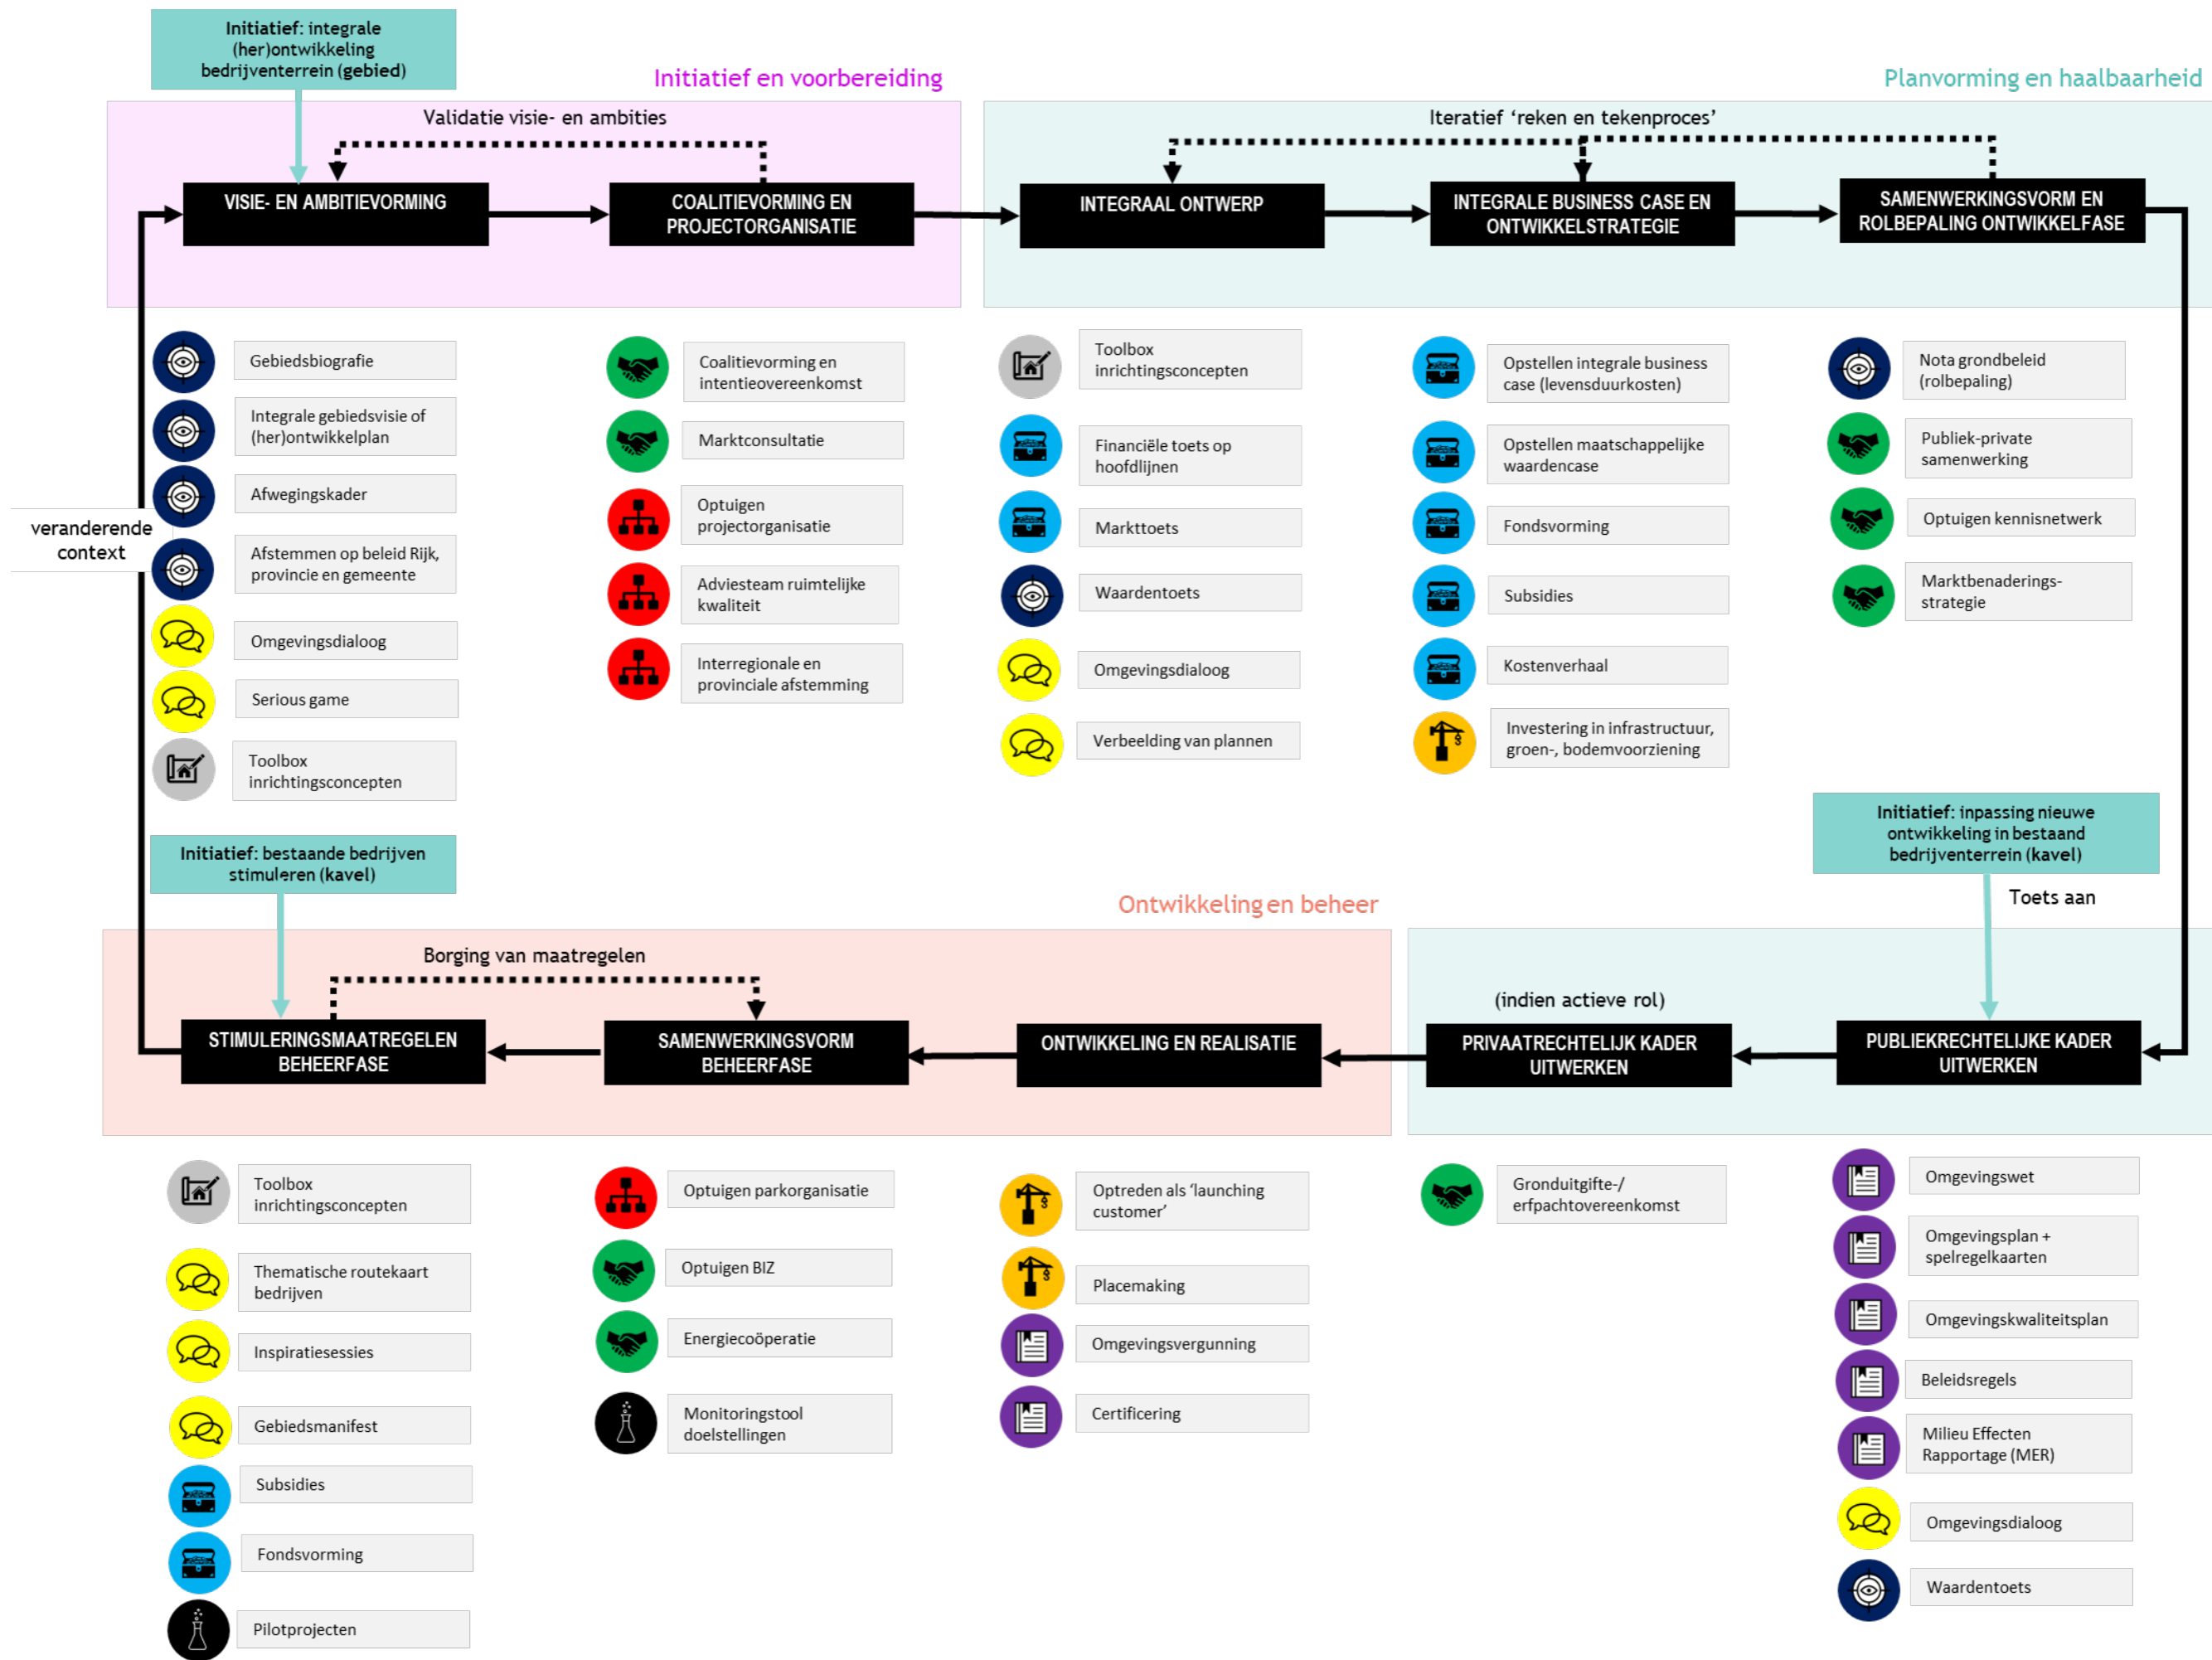 Initiatief: integrale
(her)ontwikkeling
bedrijventerrein (gebied)
Initiatief en voorbereiding
Planvorming en haalbaarheid
Validatie visie- en ambities
Iteratief ‘reken en tekenproces’
VISIE- EN AMBITIEVORMING
COALITIEVORMING EN
PROJECTORGANISATIE
INTEGRAAL ONTWERP
INTEGRALE BUSINESS CASE EN
ONTWIKKELSTRATEGIE
SAMENWERKINGSVORM EN
ROLBEPALING ONTWIKKELFASE
veranderende
context
Gebiedsbiografie
Integrale gebiedsvisie of
(her)ontwikkelplan
Afwegingskader
Afstemmen op beleid Rijk,
provincie en gemeente
Omgevingsdialoog
Serious game
Toolbox
inrichtingsconcepten
Coalitievorming en
intentieovereenkomst
Marktconsultatie
Optuigen
projectorganisatie
Adviesteam ruimtelijke
kwaliteit
Interregionale en
provinciale afstemming
Toolbox
inrichtingsconcepten
Financiële toets op
hoofdlijnen
Markttoets
Waardentoets
Omgevingsdialoog
Verbeelding van plannen
Opstellen integrale business
case (levensduurkosten)
Opstellen maatschappelijke
waardencase
Fondsvorming
Subsidies
Kostenverhaal
Investering in infrastructuur,
groen-, bodemvoorziening
Nota grondbeleid
(rolbepaling)
Publiek-private
samenwerking
Optuigen kennisnetwerk
Marktbenaderings-
strategie
Initiatief: bestaande bedrijven
stimuleren (kavel)
Initiatief: inpassing nieuwe
ontwikkeling in bestaand
bedrijventerrein (kavel)
Toets aan
Ontwikkeling en beheer
Borging van maatregelen
(indien actieve rol)
STIMULERINGSMAATREGELEN
BEHEERFASE
SAMENWERKINGSVORM
BEHEERFASE
ONTWIKKELING EN REALISATIE
PRIVAATRECHTELIJK KADER
UITWERKEN
PUBLIEKRECHTELIJKE KADER
UITWERKEN
Toolbox
inrichtingsconcepten
Thematische routekaart
bedrijven
Inspiratiesessies
Gebiedsmanifest
Subsidies
Fondsvorming
Pilotprojecten
Optuigen parkorganisatie
Optuigen BIZ
Energiecoöperatie
Monitoringstool
doelstellingen
Optreden als ‘launching
customer’
Placemaking
Omgevingsvergunning
Certificering
Gronduitgifte-/
erfpachtovereenkomst
Omgevingswet
Omgevingsplan +
spelregelkaarten
Omgevingskwaliteitsplan
Beleidsregels
Milieu Effecten
Rapportage (MER)
Omgevingsdialoog
Waardentoets